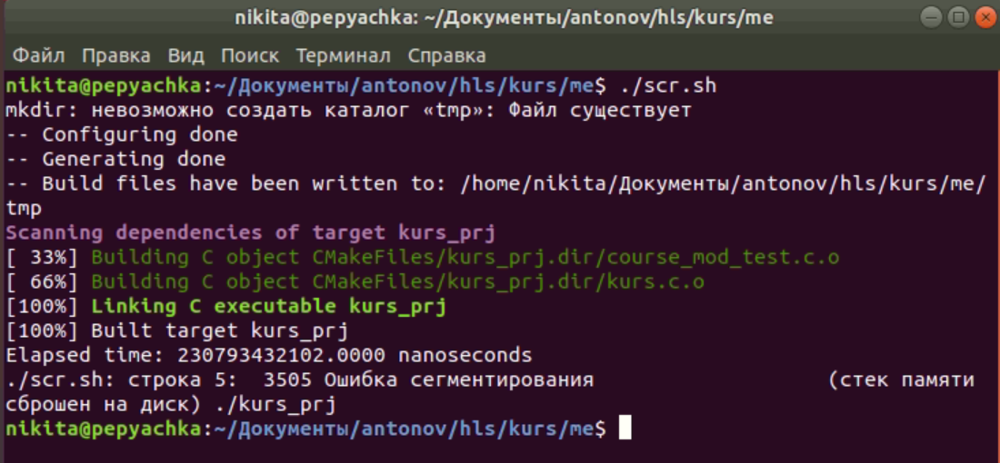 nikita@pepyachka: ~/Документы/antonov/hls/kurs/me
Файл Правка Вид Поиск Терминал Справка
nikita@pepyachka:~/Документы/antonov/hls/kurs/me$ ./scr.sh
mkdir: невозможно создать каталог «tmp»: Файл существует
-- Configuring done
-- Generating done
-- Build files have been written to: /home/nikita/Документы/antonov/hls/kurs/me/
tmp
Scanning dependencies of target kurs_prj
[ 33%] Building C object CMakeFiles/kurs_prj.dir/course_mod_test.c.o
[ 66%] Building C object CMakeFiles/kurs_prj.dir/kurs.c.o
[100%] Linking C executable kurs_prj
[100%] Built target kurs_prj
Elapsed time: 230793432102.0000 nanoseconds
./scr.sh: строка 5:  3505 Ошибка сегментирования                   (стек памяти
сброшен на диск) ./kurs_prj
nikita@pepyachka:~/Документы/antonov/hls/kurs/me$